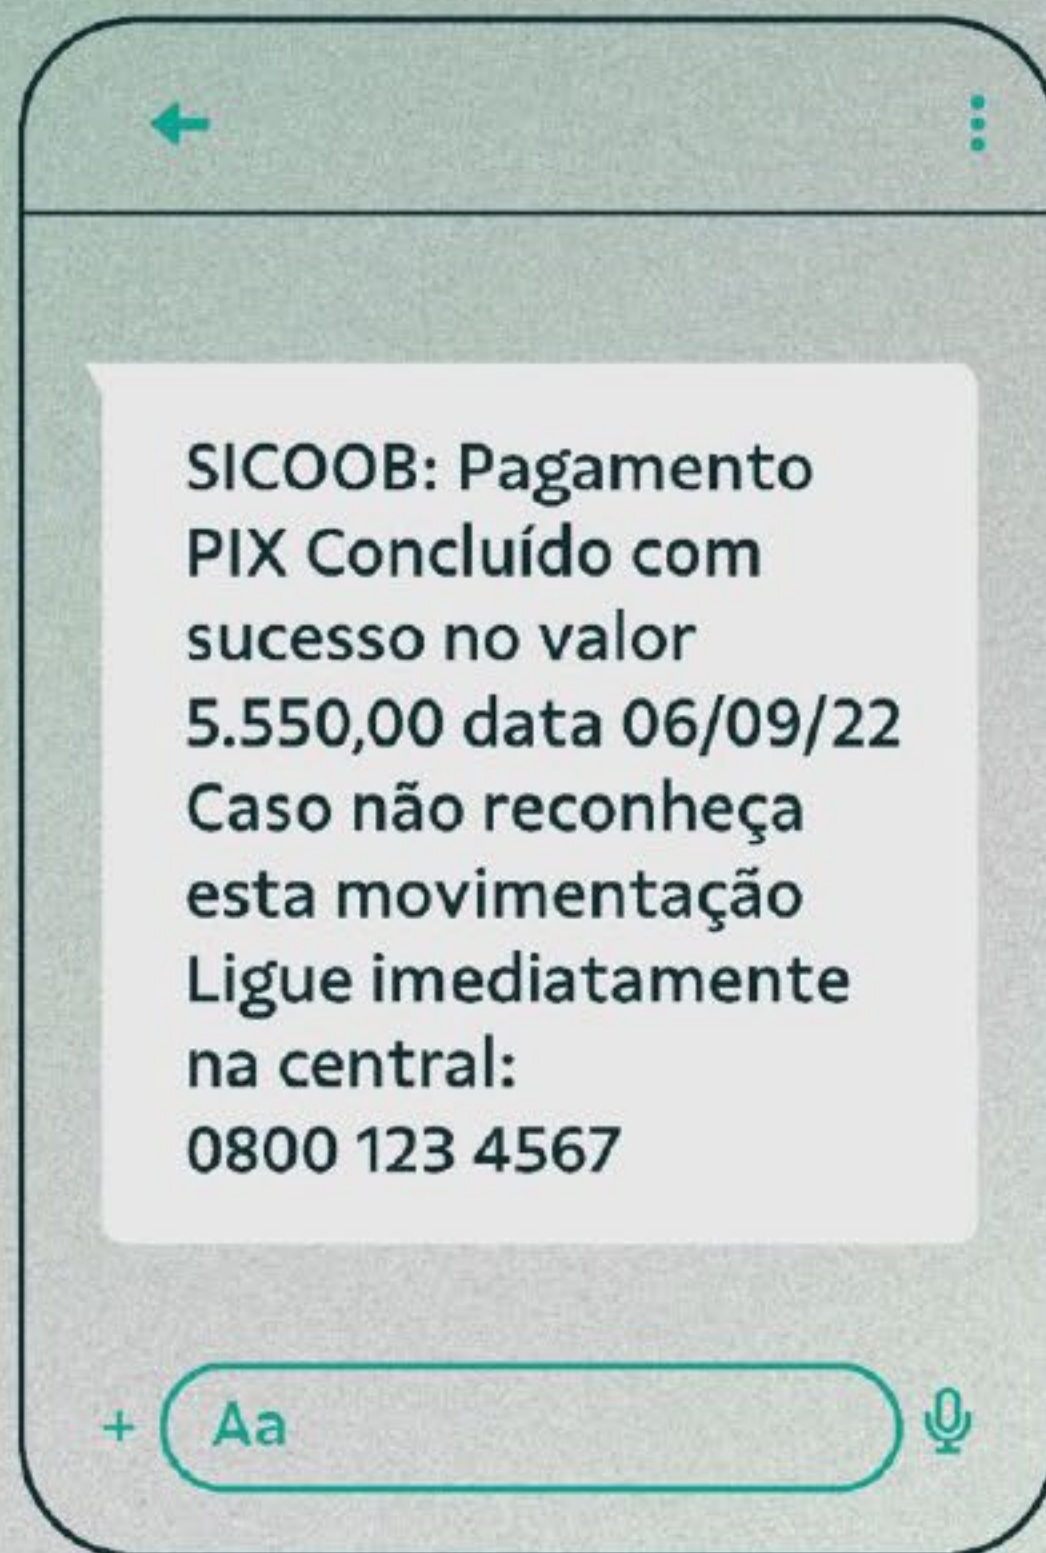 SICOOB: Pagamento
PIX Concluído com
sucesso no valor
5.550,00 data 06/09/22
Caso não reconheça
esta movimentação
Ligue imediatamente
na central:
0800 123 4567
+ Aa